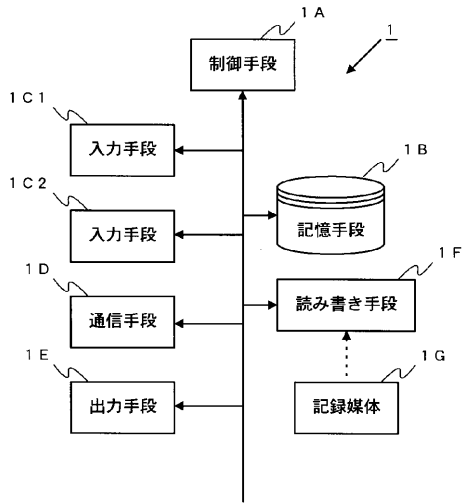 1A
1
制御手段
1C1
入力手段
1B
記憶手段
1C2
入力手段
1F
読み書き手段
1D
通信手段
1E
出力手段
1G
記録媒体